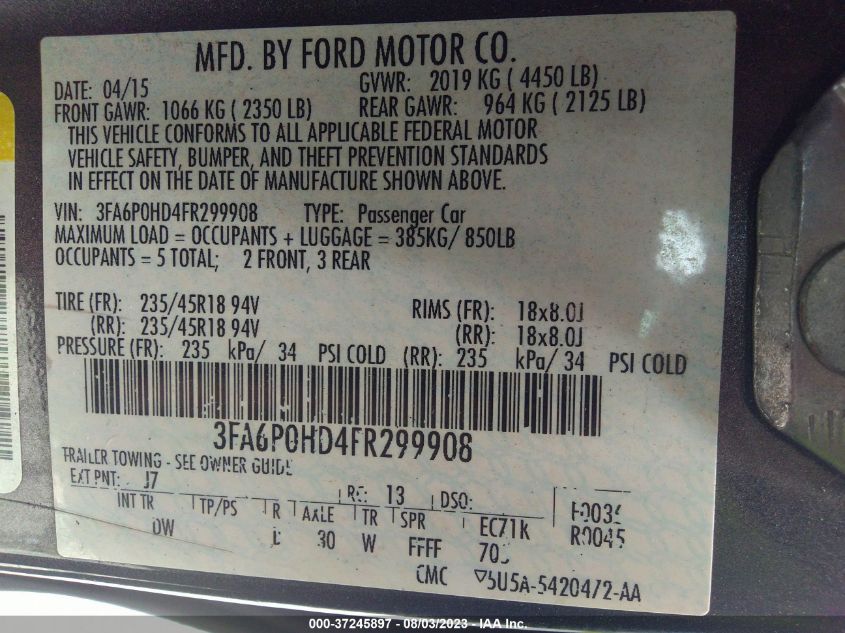 MFD. BY FORD MOTOR CO.
DATE: 04/15 GVWR: 2019 KG ( 4450 LB)
FRONT GAWR: 1066 KG ( 2350 LB) REAR GAWR: 964 KG ( 2125 LB)
THIS VEHICLE CONFORMS TO ALL APPLICABLE FEDERAL MOTOR
VEHICLE SAFETY, BUMPER, AND THEFT PREVENTION STANDARDS
IN EFFECT ON THE DATE OF MANUFACTURE SHOWN ABOVE.
VIN: 3FA6P0HD4FR299908 TYPE: Passenger Car
MAXIMUM LOAD = OCCUPANTS + LUGGAGE = 385KG/ 850LB
OCCUPANTS = 5 TOTAL; 2 FRONT, 3 REAR
TIRE (FR): 235/45R18 94V RIMS (FR): 18x8.0J
(RR): 235/45R18 94V (RR): 18x8.0J
PRESSURE (FR): 235 kPa/ 34 PSI COLD (RR): 235 kPa/ 34 PSI COLD
3FA6P0HD4FR299908
TRAILER TOWING - SEE OWNER GUIDE
EXT PNT: J7 RC: 13 DSO:
INT TR TP/PS R AXLE TR SPR EC71K R0045
DW 30 W FFFF
CMC 5U5A-5420472-AA
000-37245897 - 08/03/2023 - IAA Inc.